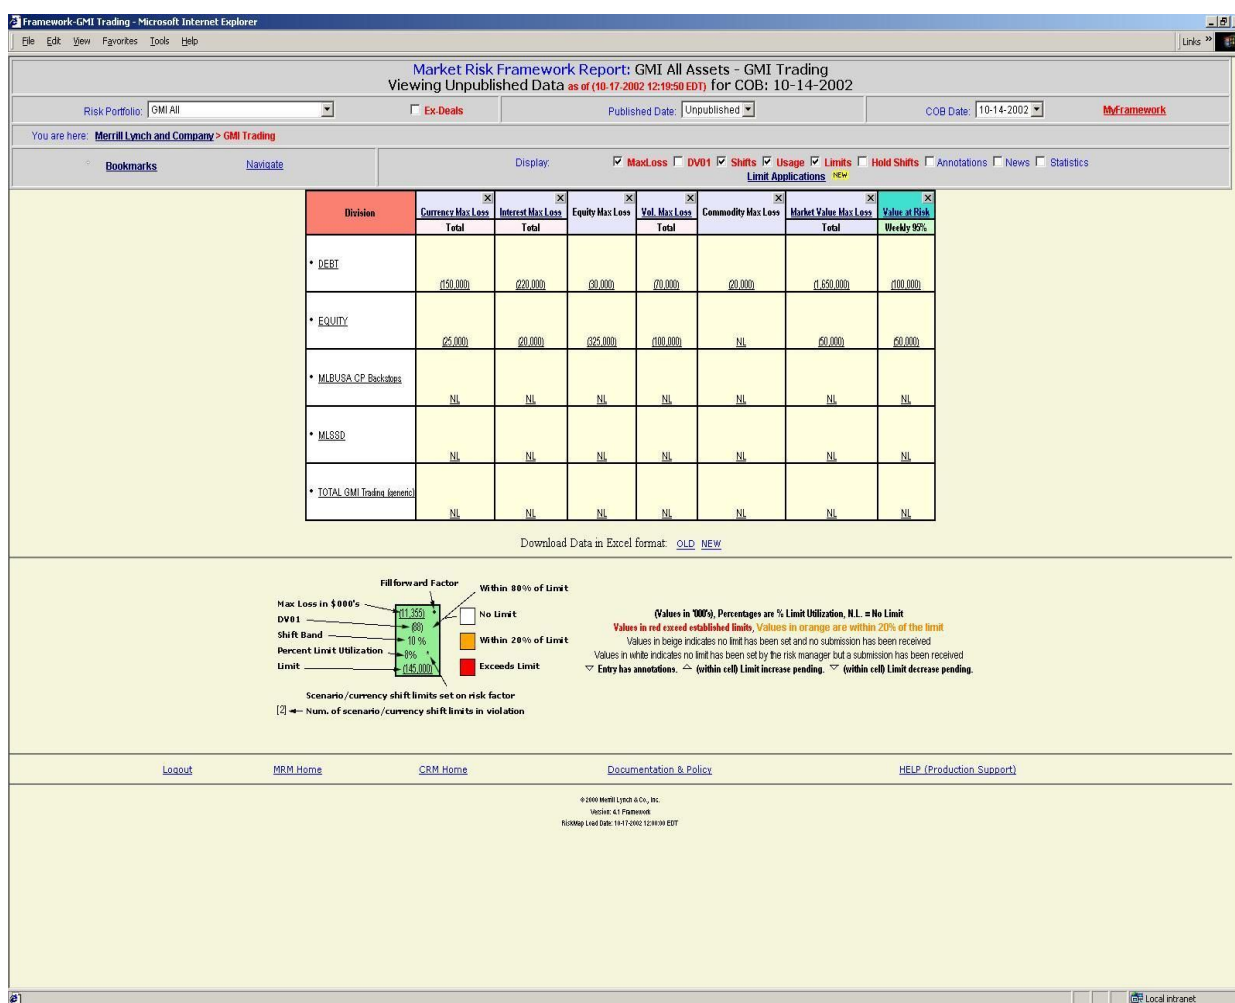 Framework-GMI Trading - Microsoft Internet Explorer
File Edit View Favorites Tools Help Links »
Market Risk Framework Report: GMI All Assets - GMI Trading
Viewing Unpublished Data as of (10-17-2002 12:19:50 EDT) for COB: 10-14-2002
Risk Portfolio: GMI All Ex-Deals Published Date: Unpublished COB Date: 10-14-2002 MyFramework
You are here: Merrill Lynch and Company > GMI Trading
Bookmarks Navigate Display: MaxLoss DV01 Shifts Usage Limits Hold Shifts Annotations News Statistics
Limit Applications NEW
Division Currency Max Loss Interest Max Loss Equity Max Loss Vol. Max Loss Commodity Max Loss Market Value Max Loss Value at Risk
Total Total Total Total Weekly 95%
• DEBT
(150,000) (220,000) (30,000) (70,000) (20,000) (1,650,000) (100,000)
• EQUITY
(25,000) (20,000) (325,000) (100,000) NL (50,000) (50,000)
• MLBUSA CP Backstops
NL NL NL NL NL NL NL
• MLSSD
NL NL NL NL NL NL NL
• TOTAL GMI Trading (generic)
NL NL NL NL NL NL NL
Download Data in Excel format: OLD NEW
Fillforward Factor
Within 80% of Limit
Max Loss in $000's (11,355) * No Limit
DV01 (88)
Shift Band 10 % Within 20% of Limit
Percent Limit Utilization 8% *
Limit (145,000) Exceeds Limit
Scenario/currency shift limits set on risk factor
[2] Num. of scenario/currency shift limits in violation
(Values in '000's), Percentages are % Limit Utilization, N.L. = No Limit
Values in red exceed established limits, Values in orange are within 20% of the limit
Values in beige indicates no limit has been set and no submission has been received
Values in white indicates no limit has been set by the risk manager but a submission has been received
Entry has annotations. (within cell) Limit increase pending. (within cell) Limit decrease pending.
Logout MRM Home CRM Home Documentation & Policy HELP (Production Support)
© 2000 Merrill Lynch & Co., Inc.
Version: 4.1 Framework
RiskMap Load Date: 10-17-2002 12:00:00 EDT
Local intranet